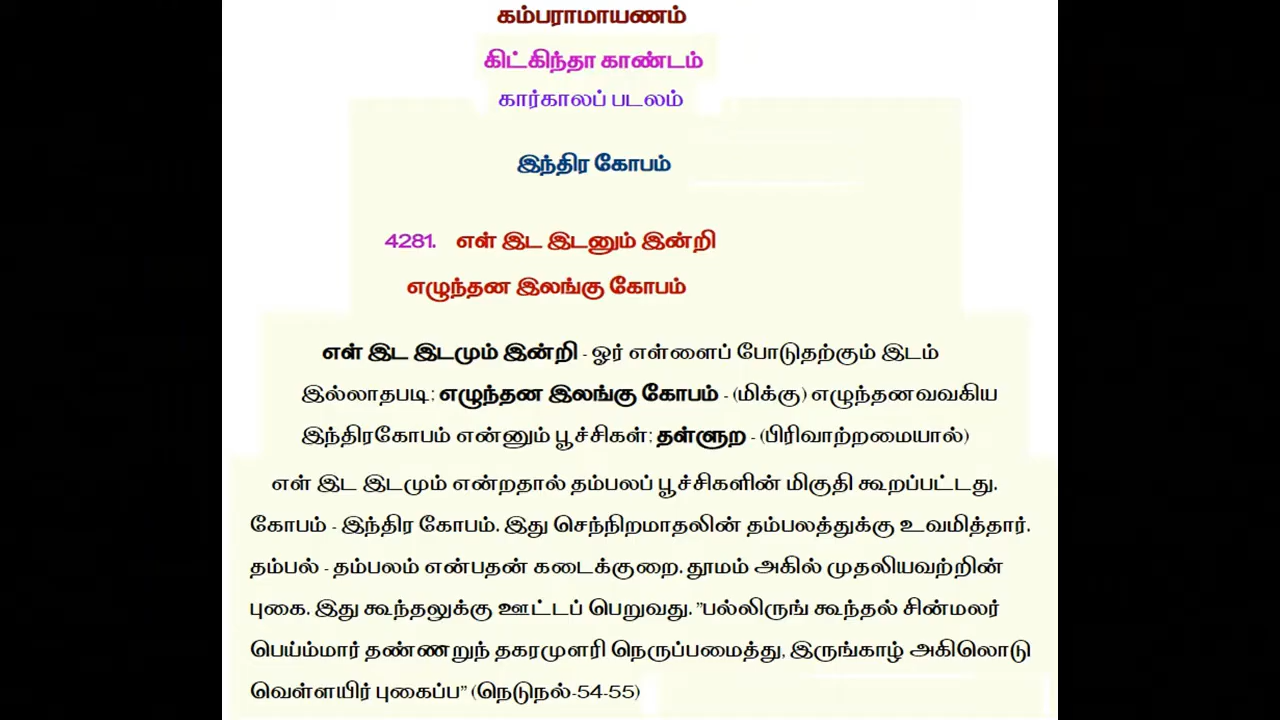 கம்பராமாயணம்
கிட்கிந்தா காண்டம்
கார்காலப் படலம்
இந்திர கோபம்
4281. எள் இட இடனும் இன்றி
எழுந்தன இலங்கு கோபம்
எள் இட இடமும் இன்றி - ஓர் எள்ளைப் போடுதற்கும் இடம்
இல்லாதபடி; எழுந்தன இலங்கு கோபம் - (மிக்கு) எழுந்தனவவகிய
இந்திரகோபம் என்னும் பூச்சிகள்; தள்ளுற - (பிரிவாற்றமையால்)
எள் இட இடமும் என்றதால் தம்பலப் பூச்சிகளின் மிகுதி கூறப்பட்டது.
கோபம் - இந்திர கோபம். இது செந்நிறமாதலின் தம்பலத்துக்கு உவமித்தார்.
தம்பல் - தம்பலம் என்பதன் கடைக்குறை. தூமம் அகில் முதலியவற்றின்
புகை. இது கூந்தலுக்கு ஊட்டப் பெறுவது. ”பல்லிருங் கூந்தல் சின்மலர்
பெய்ம்மார் தண்ணறுந் தகரமுளரி நெருப்பமைத்து, இருங்காழ் அகிலொடு
வெள்ளயிர் புகைப்ப” (நெடுநல்-54-55)